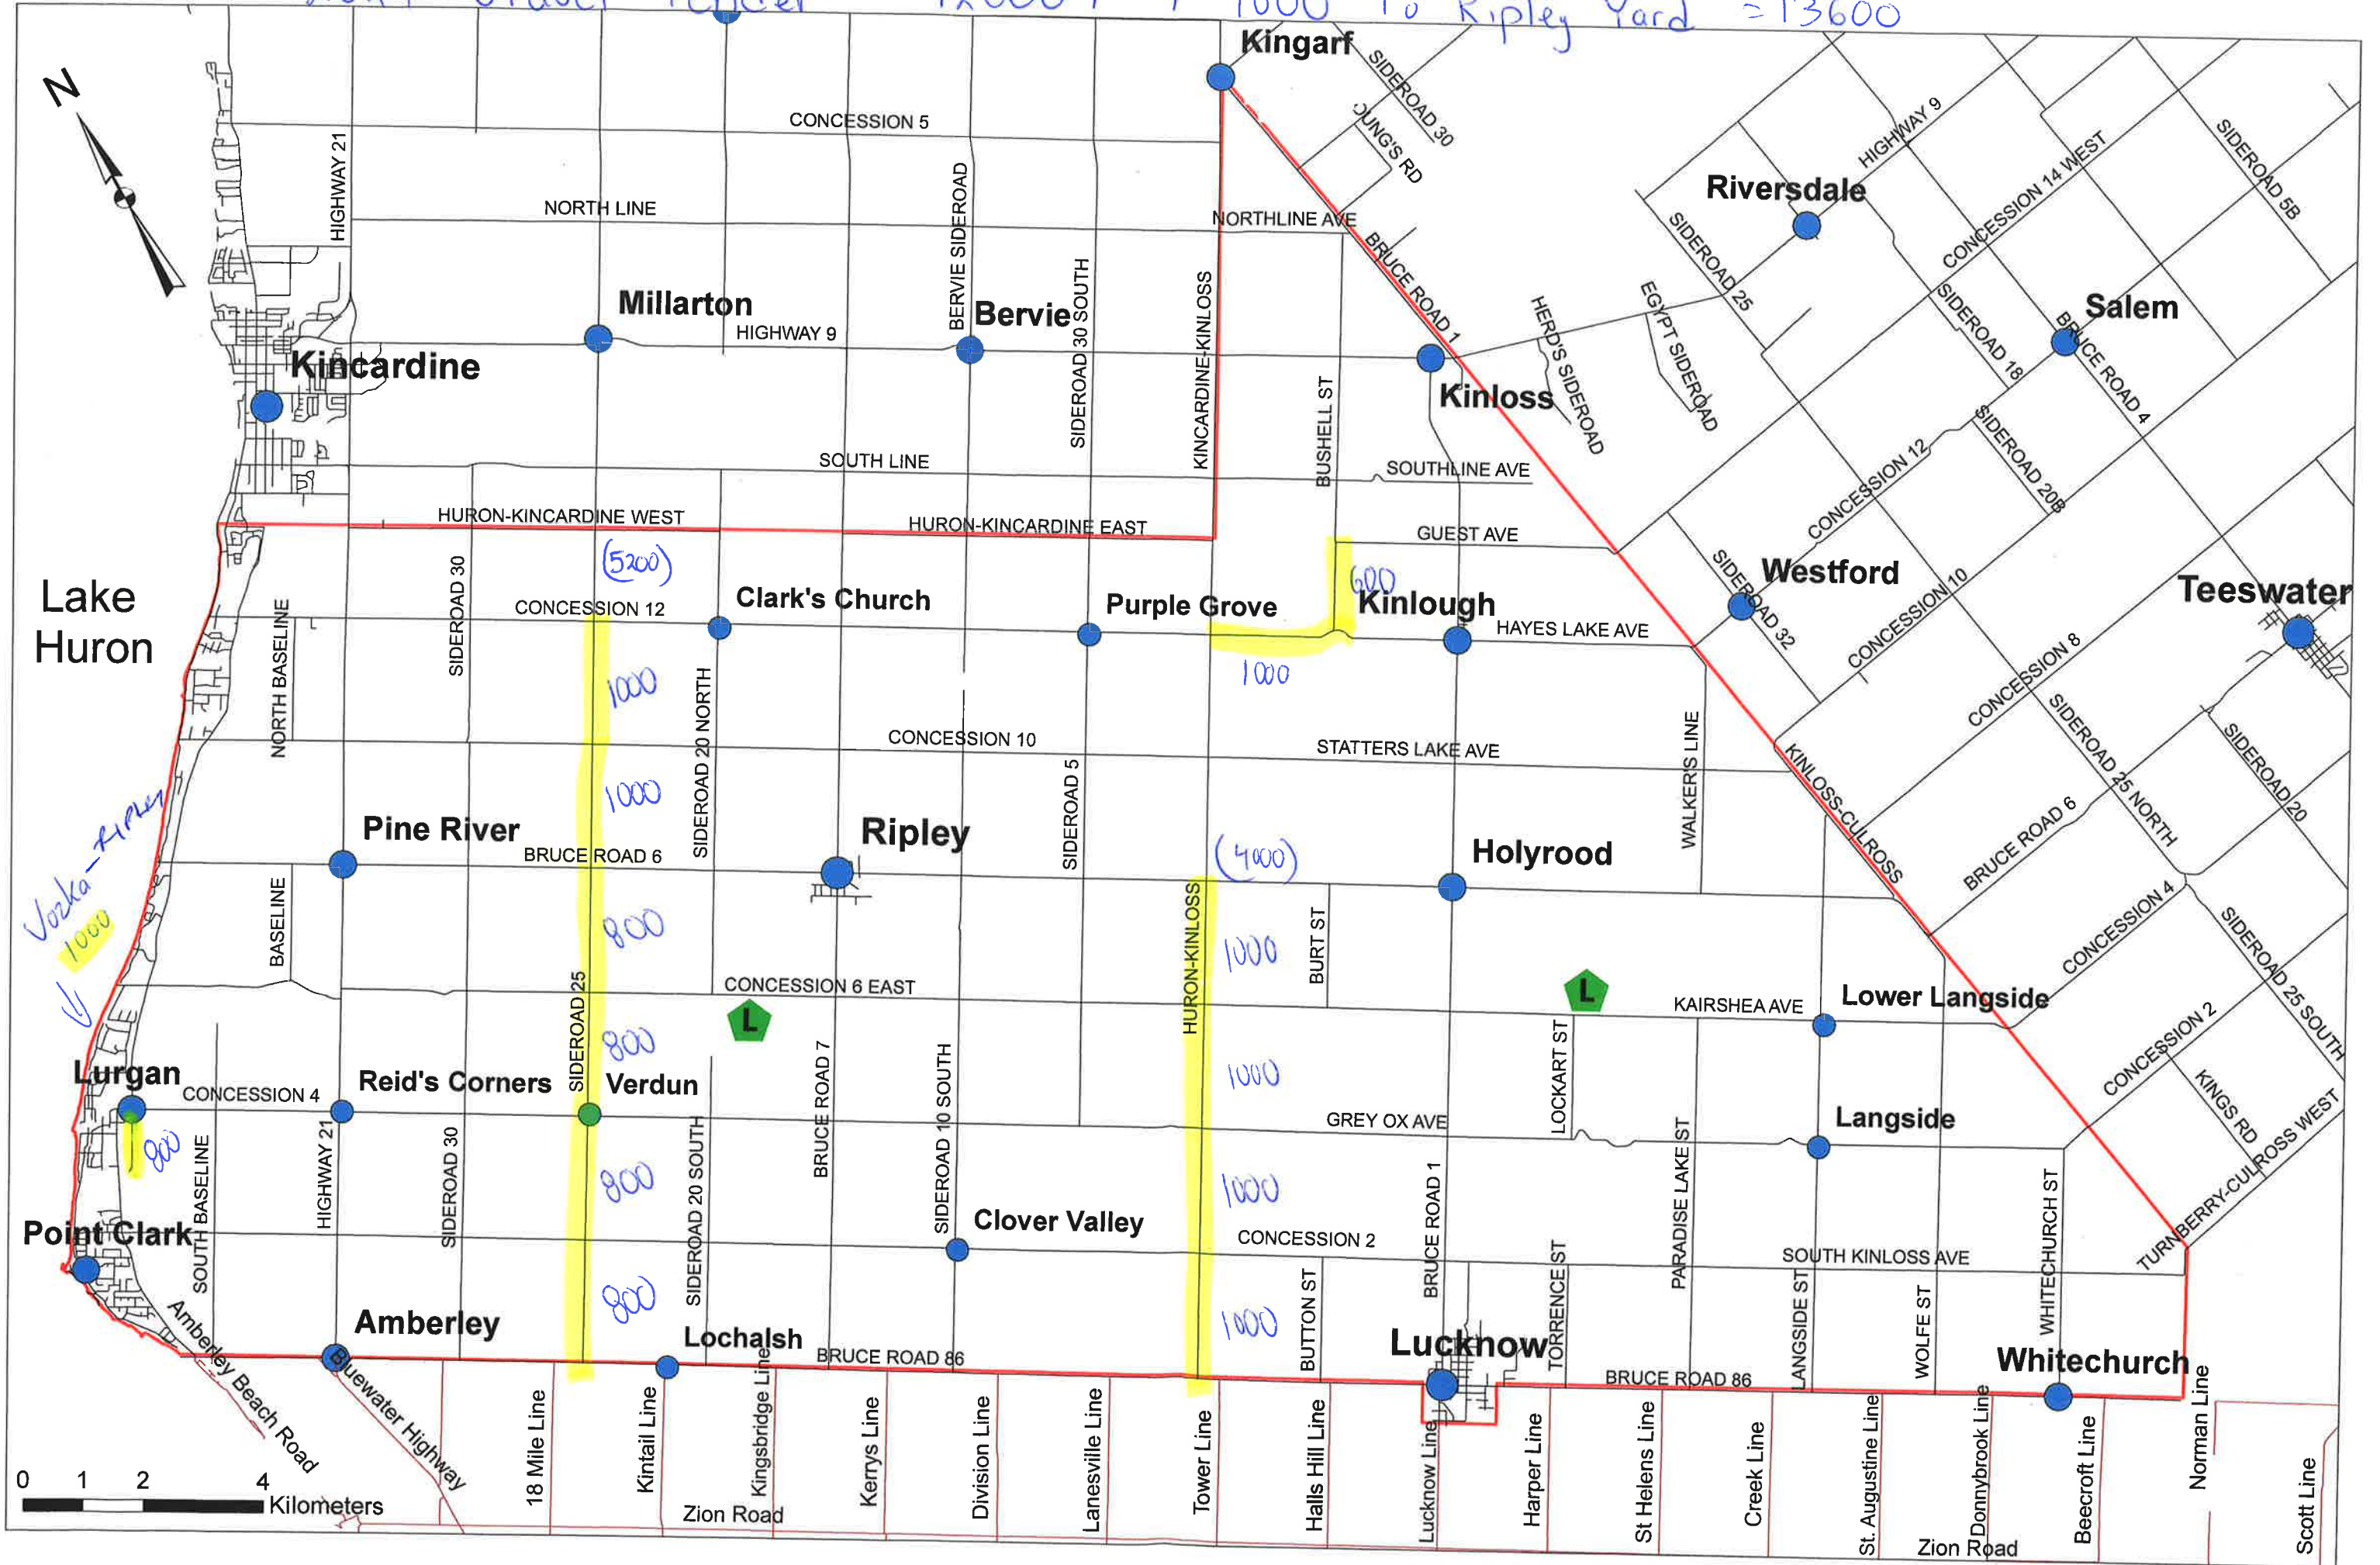 Gravel Tender
1000 To Ripley Yard = 13600
Kingarf
N
SIDEROAD 30
HIGHWAY 21
CONCESSION 5
HIGHWAY 9
CONCESSION 14 WEST
SIDEROAD 5B
Riversdale
NORTH LINE
BERVIE SIDEROAD
NORTHLINE AVE
SIDEROAD 25
BRUCE ROAD 1
Millarton
Bervie
HIGHWAY 9
SIDEROAD 30 SOUTH
KINCARDINE-KINLOSS
HERD'S SIDEROAD
EGYPT SIDEROAD
SIDEROAD 18
Salem
BRUCE ROAD 4
Kincardine
Kinloss
BUSHELL ST
SIDEROAD 20B
CONCESSION 12
SOUTH LINE
SOUTHLINE AVE
HURON-KINCARDINE WEST
HURON-KINCARDINE EAST
GUEST AVE
(5200)
600
Lake
Huron
NORTH BASELINE
SIDEROAD 30
CONCESSION 12
Clark's Church
Purple Grove
Kinlough
HAYES LAKE AVE
SIDEROAD 32
Westford
CONCESSION 10
Teeswater
1000
1000
SIDEROAD 20 NORTH
CONCESSION 10
STATTERS LAKE AVE
WALKER'S LINE
CONCESSION 8
SIDEROAD 25 NORTH
SIDEROAD 20
KINLOSS-CULROSS
1000
SIDEROAD 5
BRUCE ROAD 6
Vozka-Ripley
1000
Pine River
BRUCE ROAD 6
Ripley
(4000)
Holyrood
BASELINE
800
HURON-KINLOSS
1000
BURT ST
CONCESSION 4
SIDEROAD 25 SOUTH
SIDEROAD 25
CONCESSION 6 EAST
L
L
KAIRSHEA AVE
Lower Langside
800
1000
LOCKART ST
CONCESSION 2
KINGS RD
Lurgan
CONCESSION 4
Reid's Corners
Verdun
BRUCE ROAD 7
SIDEROAD 10 SOUTH
GREY OX AVE
Langside
800
SOUTH BASELINE
HIGHWAY 21
SIDEROAD 30
800
SIDEROAD 20 SOUTH
1000
BRUCE ROAD 1
PARADISE LAKE ST
WHITECHURCH ST
TURNBERRY-CULROSS WEST
Point Clark
Clover Valley
CONCESSION 2
SOUTH KINLOSS AVE
800
1000
BUTTON ST
TORRENCE ST
LANGSIDE ST
WOLFE ST
Amberley
Lochalsh
BRUCE ROAD 86
Lucknow
BRUCE ROAD 86
Whitechurch
Amberley Beach Road
Bluewater Highway
18 Mile Line
Kintail Line
Kingsbridge Line
Kerrys Line
Division Line
Lanesville Line
Tower Line
Halls Hill Line
Lucknow Line
Harper Line
St Helens Line
Creek Line
St. Augustine Line
Donnybrook Line
Beecroft Line
Norman Line
Scott Line
0 1 2 4
Kilometers
Zion Road
Zion Road